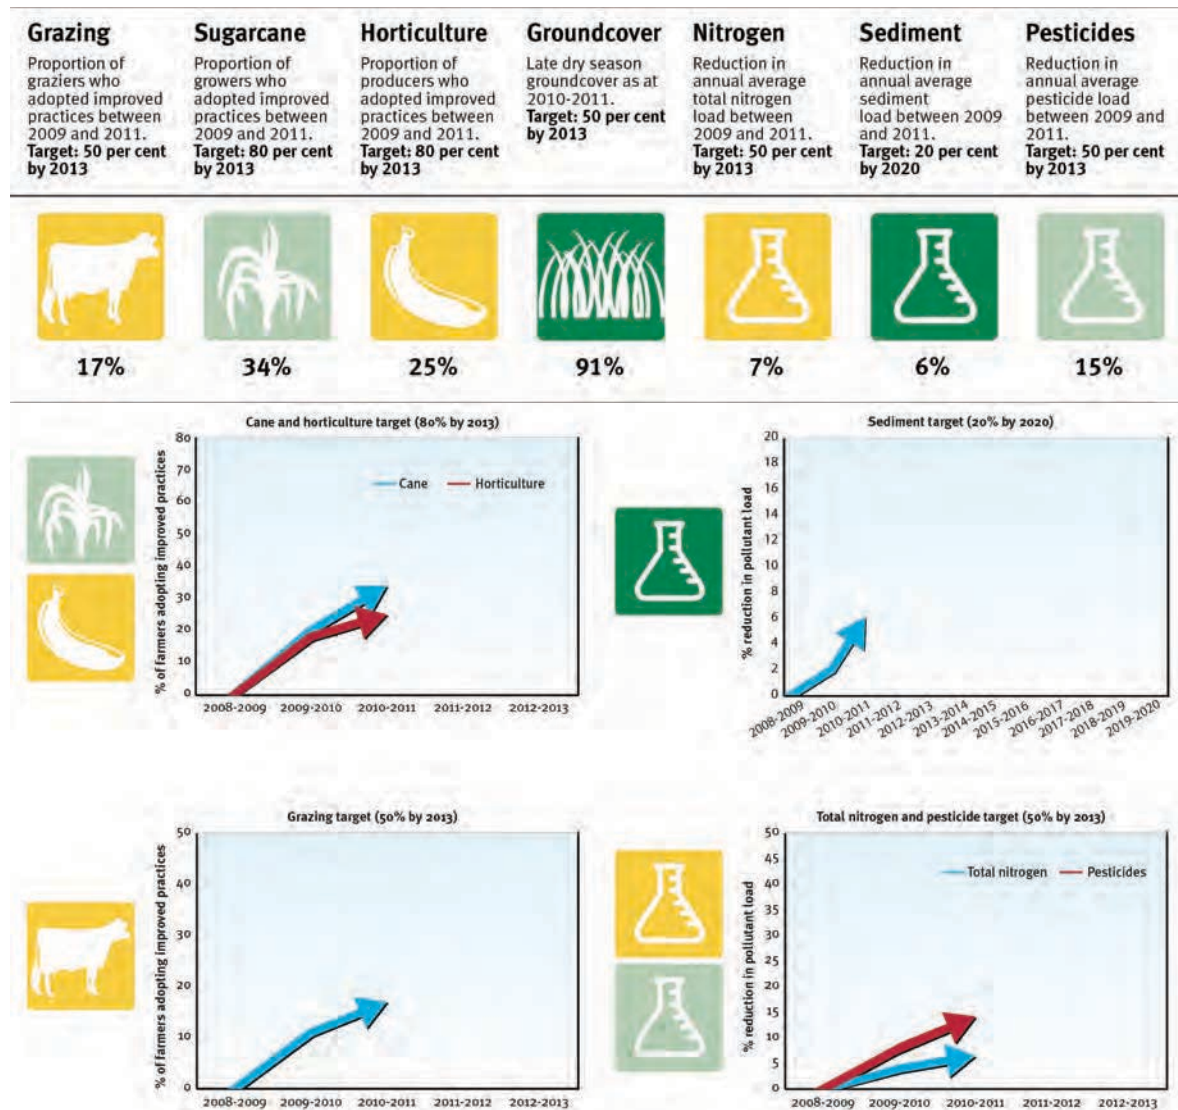 Grazing
Proportion of
graziers who
adopted improved
practices between
2009 and 2011.
Target: 50 per cent
by 2013
Sugarcane
Proportion of
growers who
adopted improved
practices between
2009 and 2011.
Target: 80 per cent
by 2013
Horticulture
Proportion of
producers who
adopted improved
practices between
2009 and 2011.
Target: 80 per cent
by 2013
Groundcover
Late dry season
groundcover as at
2010-2011.
Target: 50 per cent
by 2013
Nitrogen
Reduction in
annual average
total nitrogen
load between
2009 and 2011.
Target: 50 per cent
by 2013
Sediment
Reduction in
annual average
sediment
load between 2009
and 2011.
Target: 20 per cent
by 2020
Pesticides
Reduction in
annual average
pesticide load
between 2009 and
2011.
Target: 50 per cent
by 2013
17%
34%
25%
91%
7%
6%
15%
Cane and horticulture target (80% by 2013)
% of farmers adopting improved practices
80
70
60
50
40
30
20
10
0
Cane
Horticulture
2008-2009
2009-2010
2010-2011
2011-2012
2012-2013
Sediment target (20% by 2020)
% reduction in pollutant load
20
18
16
14
12
10
8
6
4
2
0
2008-2009
2009-2010
2010-2011
2011-2012
2012-2013
2013-2014
2014-2015
2015-2016
2016-2017
2017-2018
2018-2019
2019-2020
Grazing target (50% by 2013)
% of farmers adopting improved practices
50
40
30
20
10
0
2008-2009
2009-2010
2010-2011
2011-2012
2012-2013
Total nitrogen and pesticide target (50% by 2013)
% reduction in pollutant load
50
45
40
35
30
25
20
15
10
5
0
Total nitrogen
Pesticides
2008-2009
2009-2010
2010-2011
2011-2012
2012-2013